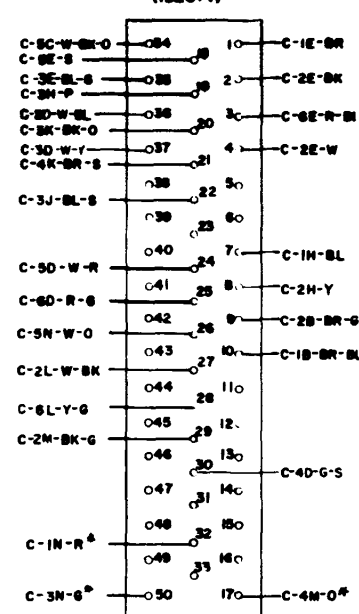 C-5C-W-BK-O 34 1 C-1E-BR
C-8E-S 18
C-3E-BL-G 35 2 C-2E-BK
C-3H-P 19
C-2D-W-BL 36 3 C-6E-R-BL
C-3K-BK-O 20
C-3D-W-Y 37 4 C-2E-W
C-4K-BR-S 21
38 5
C-3J-BL-S 22
39 6
23
40 7 C-1H-BL
C-5D-W-R 24
41 8 C-2H-Y
C-6D-R-G 25
42 9 C-2B-BR-G
C-5N-W-O 26
43 10 C-1B-BR-BL
C-2L-W-BK 27
44 11
C-6L-Y-G 28
45 12
C-2M-BK-G 29
46 13
30 C-4D-G-S
47 14
31
48 15
C-1N-R* 32
49 16
33
C-3N-G* 50 17 C-4M-O*